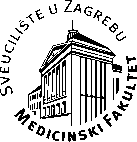 SVEUČILIŠTE U ZAGREBU
MEDICINSKI FAKULTET